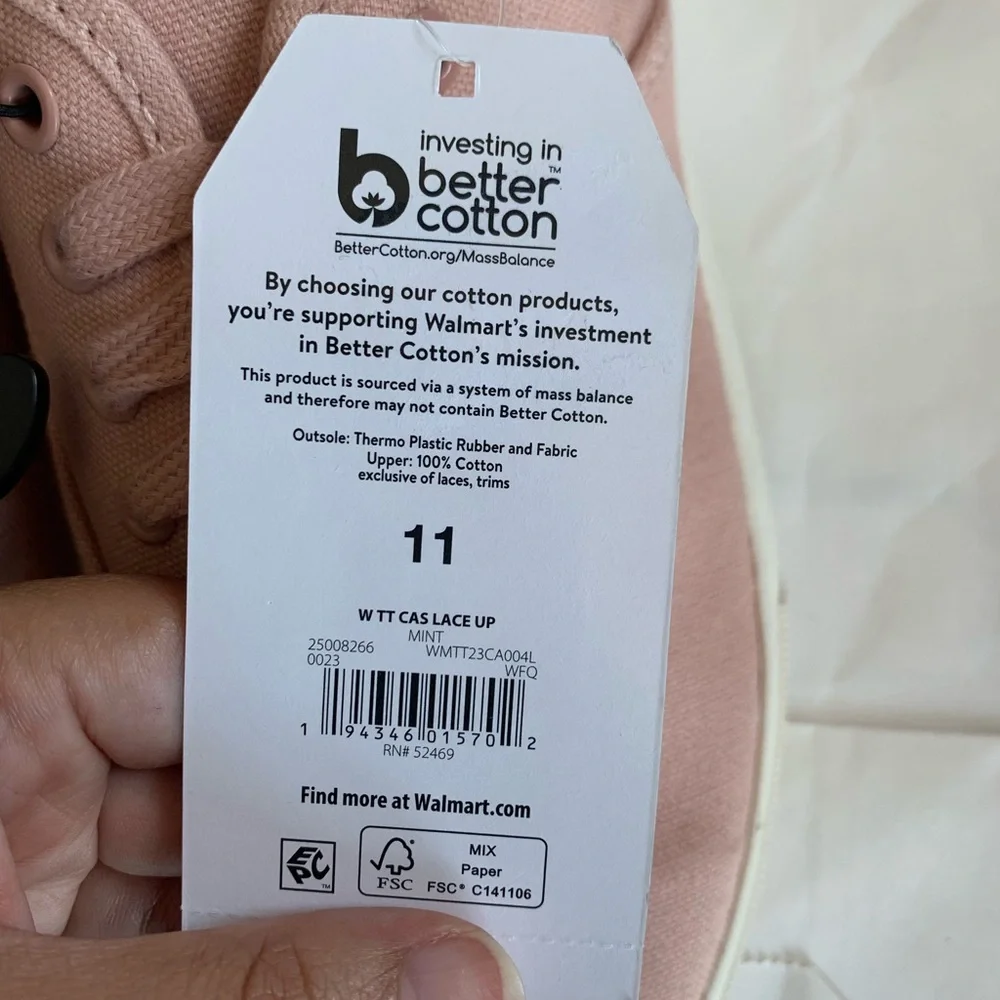 investing in
better™
cotton
BetterCotton.org/MassBalance
By choosing our cotton products,
you're supporting Walmart's investment
in Better Cotton's mission.
This product is sourced via a system of mass balance
and therefore may not contain Better Cotton.
Outsole: Thermo Plastic Rubber and Fabric
Upper: 100% Cotton
exclusive of laces, trims
11
W TT CAS LACE UP
MINT
25008266 WMTT23CA004L
0023 WFQ
1 94346 01570 2
RN# 52469
Find more at Walmart.com
EPC™
MIX
Paper
FSC FSC® C141106